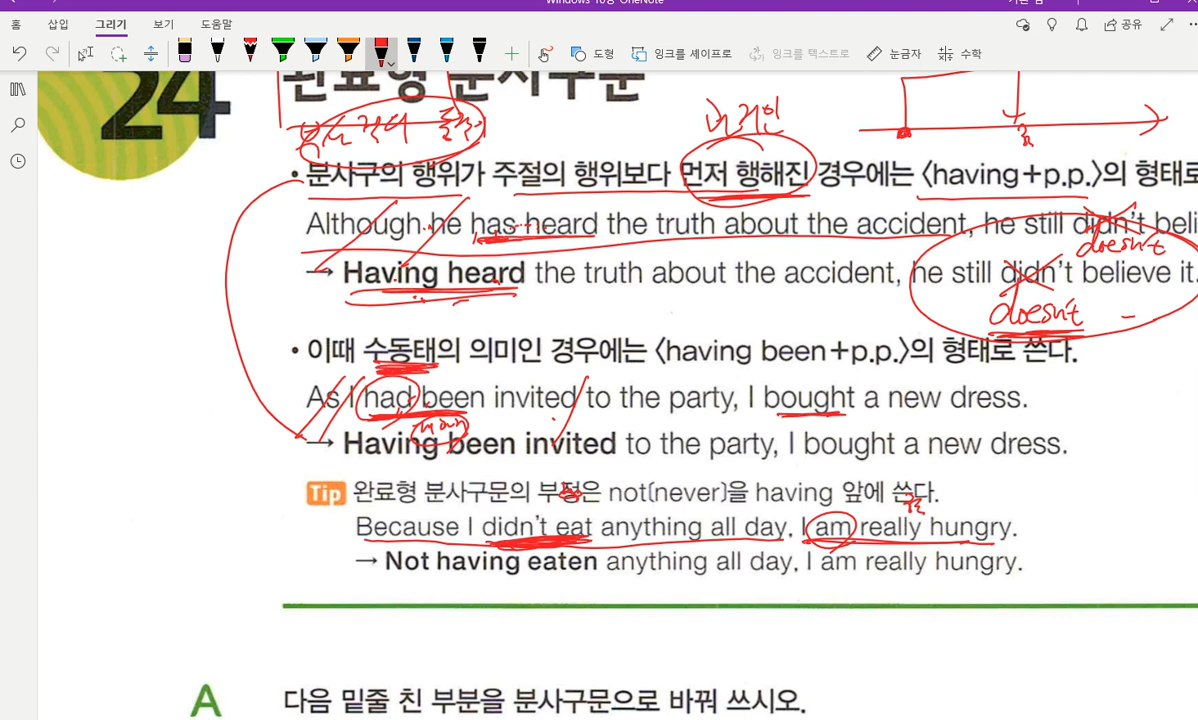 Windows 10용 OneNote
홈 삽입 그리기 보기 도움말
공유
도형 잉크를 셰이프로 잉크를 텍스트로 눈금자 수학
24 완료형 분사구문
먼저
• 분사구의 행위가 주절의 행위보다 먼저 행해진 경우에는 〈having+p.p.〉의 형태로
Although he has heard the truth about the accident, he still didn't beli
doesn't
→ Having heard the truth about the accident, he still didn't believe it.
doesn't
• 이때 수동태의 의미인 경우에는 〈having been+p.p.〉의 형태로 쓴다.
As I had been invited to the party, I bought a new dress.
→ Having been invited to the party, I bought a new dress.
Tip 완료형 분사구문의 부정은 not(never)을 having 앞에 쓴다.
Because I didn't eat anything all day, I am really hungry.
→ Not having eaten anything all day, I am really hungry.
A 다음 밑줄 친 부분을 분사구문으로 바꿔 쓰시오.